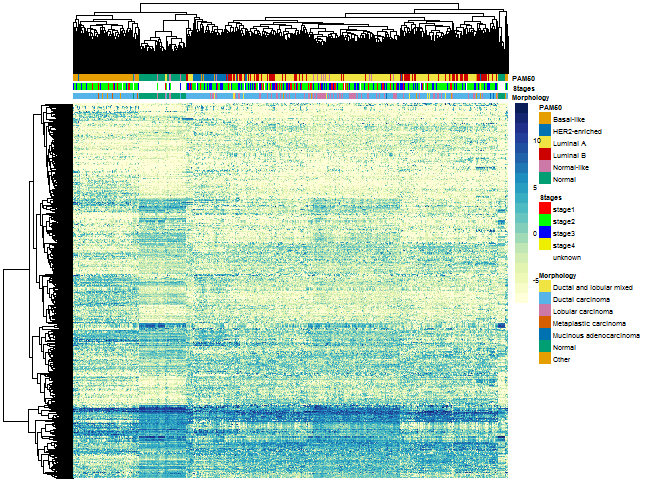 PAM50
Stages
Morphology
PAM50
Basal-like
HER2-enriched
Luminal A
Luminal B
Normal-like
Normal
10
5
0
-5
Stages
stage1
stage2
stage3
stage4
unknown
Morphology
Ductal and lobular mixed
Ductal carcinoma
Lobular carcinoma
Metaplastic carcinoma
Mucinous adenocarcinoma
Normal
Other